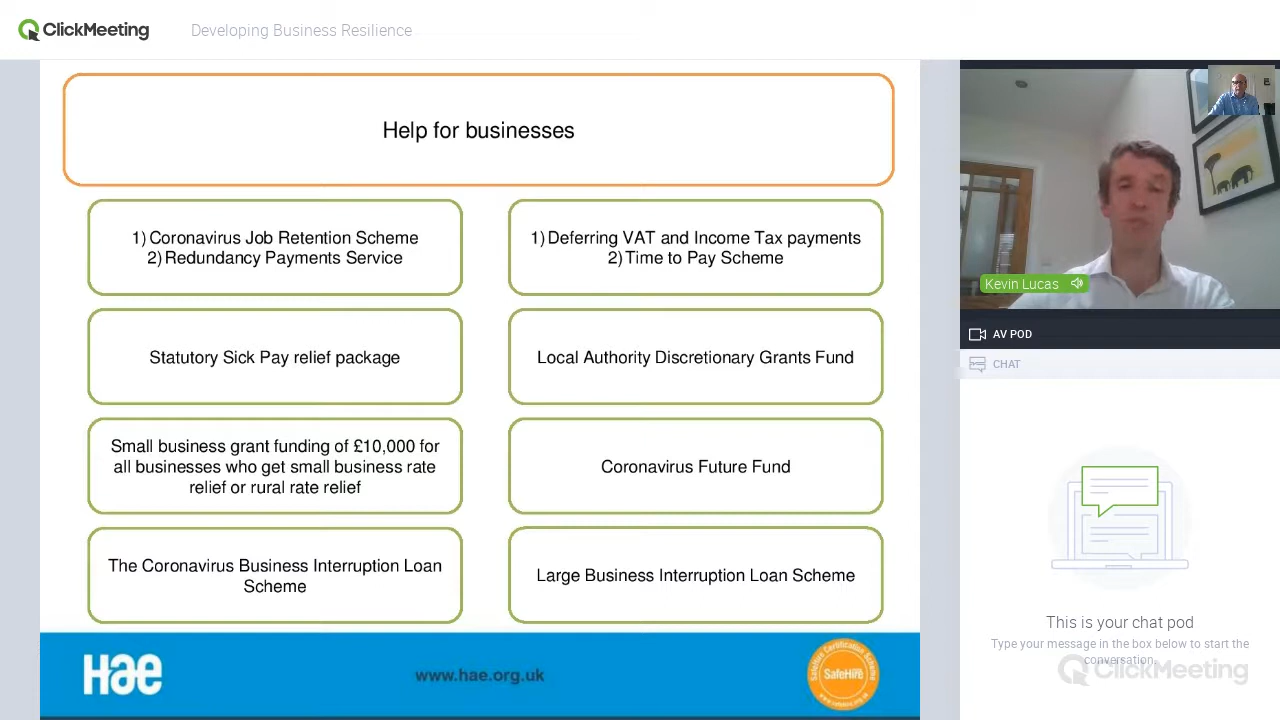 ClickMeeting
Developing Business Resilience
Help for businesses
1) Coronavirus Job Retention Scheme
2) Redundancy Payments Service
1) Deferring VAT and Income Tax payments
2) Time to Pay Scheme
Statutory Sick Pay relief package
Local Authority Discretionary Grants Fund
Small business grant funding of £10,000 for
all businesses who get small business rate
relief or rural rate relief
Coronavirus Future Fund
The Coronavirus Business Interruption Loan
Scheme
Large Business Interruption Loan Scheme
Hae
www.hae.org.uk
SafeHire Certification Scheme
SafeHire
Kevin Lucas
AV POD
CHAT
This is your chat pod
Type your message in the box below to start the
conversation.
ClickMeeting